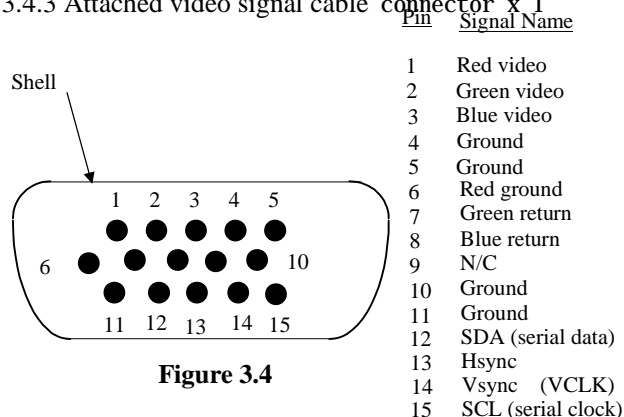 3.4.3 Attached video signal cable connector x 1
Pin Signal Name
1 Red video
2 Green video
3 Blue video
4 Ground
5 Ground
6 Red ground
7 Green return
8 Blue return
9 N/C
10 Ground
11 Ground
12 SDA (serial data)
13 Hsync
14 Vsync (VCLK)
15 SCL (serial clock)
Shell
1 2 3 4 5
6 10
11 12 13 14 15
Figure 3.4